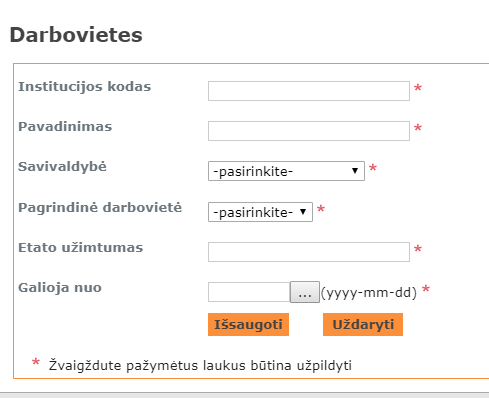 Darbovietes
Institucijos kodas *
Pavadinimas *
Savivaldybė -pasirinkite- *
Pagrindinė darbovietė -pasirinkite- *
Etato užimtumas *
Galioja nuo ... (yyyy-mm-dd) *
Išsaugoti Uždaryti
* Žvaigždute pažymėtus laukus būtina užpildyti